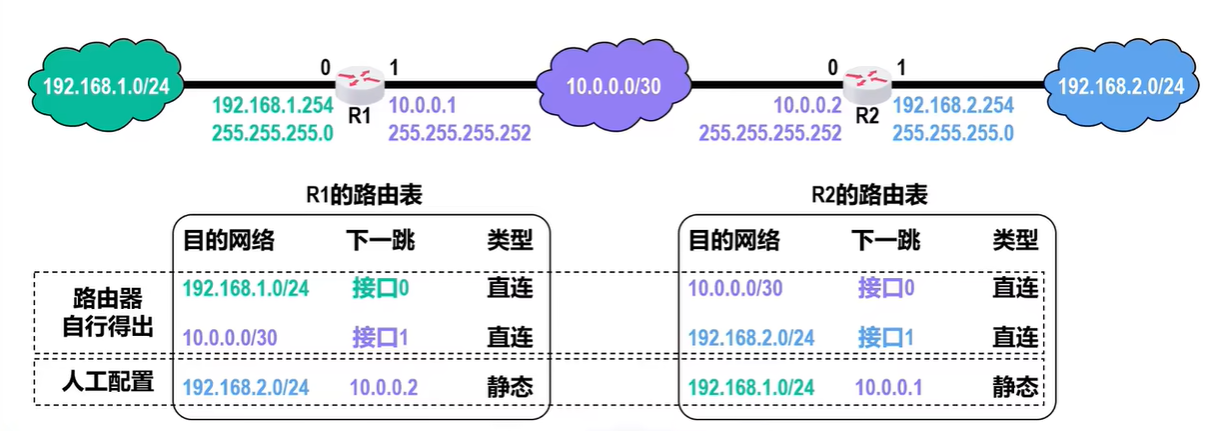 192.168.1.0/24
0
1
10.0.0.0/30
0
1
192.168.2.0/24
192.168.1.254
255.255.255.0
R1
10.0.0.1
255.255.255.252
10.0.0.2
255.255.255.252
R2
192.168.2.254
255.255.255.0
R1的路由表
目的网络 下一跳 类型
192.168.1.0/24 接口0 直连
10.0.0.0/30 接口1 直连
192.168.2.0/24 10.0.0.2 静态
R2的路由表
目的网络 下一跳 类型
10.0.0.0/30 接口0 直连
192.168.2.0/24 接口1 直连
192.168.1.0/24 10.0.0.1 静态
路由器
自行得出
人工配置